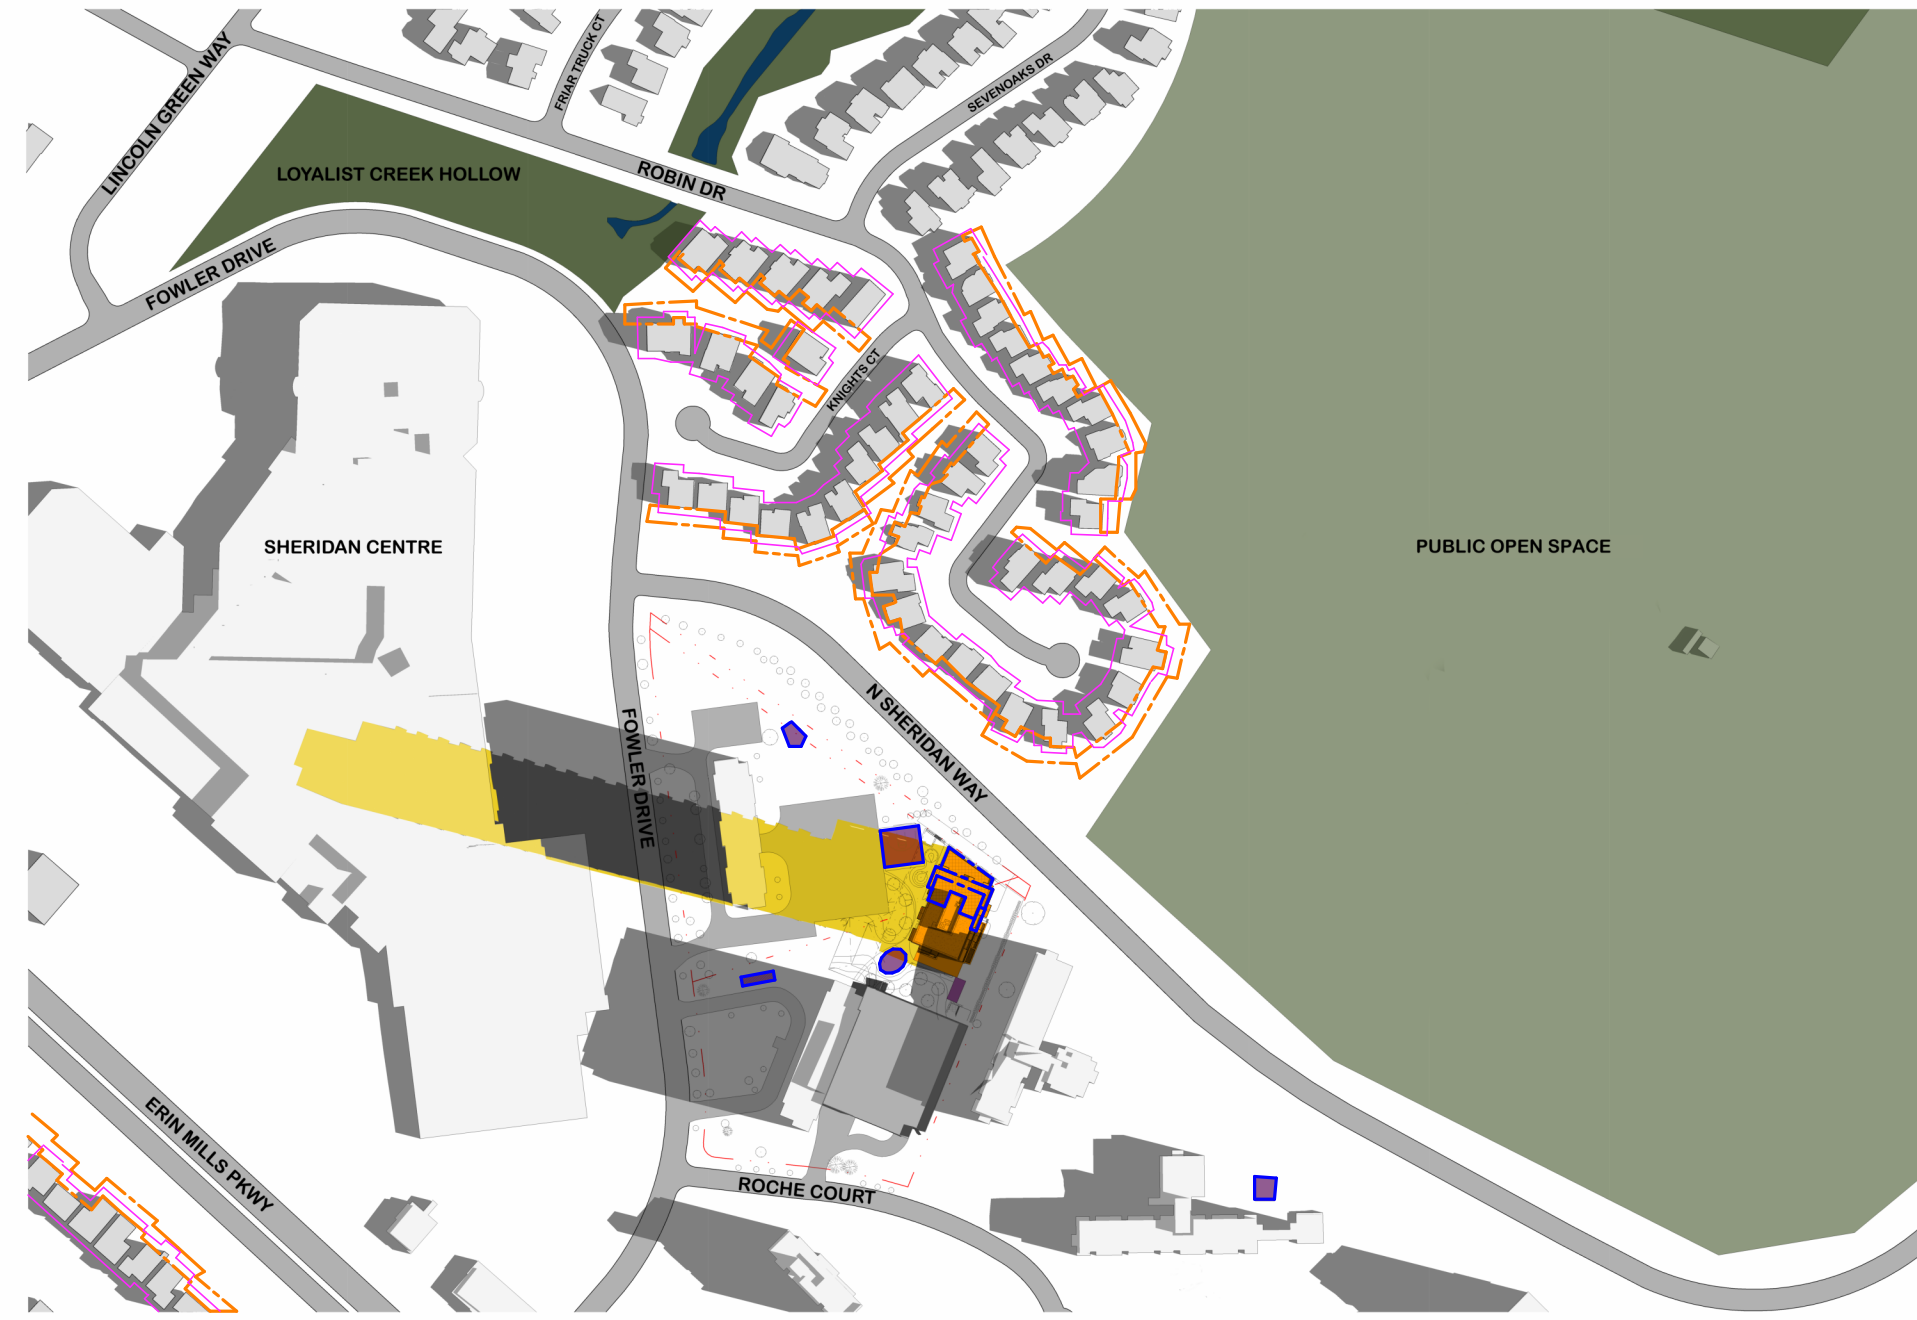 LINCOLN GREEN WAY
FRIAR TRUCK CT
SEVENOAKS DR
LOYALIST CREEK HOLLOW
ROBIN DR
FOWLER DRIVE
KNIGHTS CT
SHERIDAN CENTRE
PUBLIC OPEN SPACE
N SHERIDAN WAY
FOWLER DRIVE
ERIN MILLS PKWY
ROCHE COURT